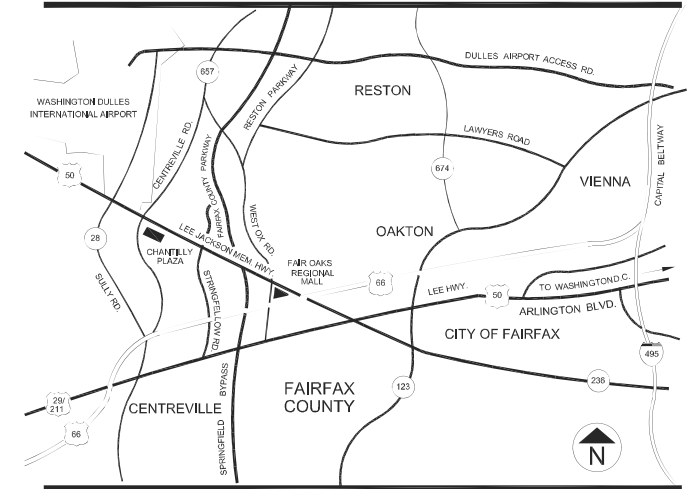 DULLES AIRPORT ACCESS RD.
657
RESTON PARKWAY
RESTON
WASHINGTON DULLES
INTERNATIONAL AIRPORT
CENTREVILLE RD.
FAIRFAX COUNTY PARKWAY
LAWYERS ROAD
CAPITAL BELTWAY
50
674
VIENNA
WEST OX RD.
OAKTON
28
LEE JACKSON MEM. HWY.
CHANTILLY
PLAZA
FAIR OAKS
REGIONAL
MALL
66
SULLY RD.
STRINGFELLOW RD.
LEE HWY.
50
TO WASHINGTON D.C.
ARLINGTON BLVD.
CITY OF FAIRFAX
495
SPRINGFIELD BYPASS
123
236
29/
211
CENTREVILLE
FAIRFAX
COUNTY
66
N